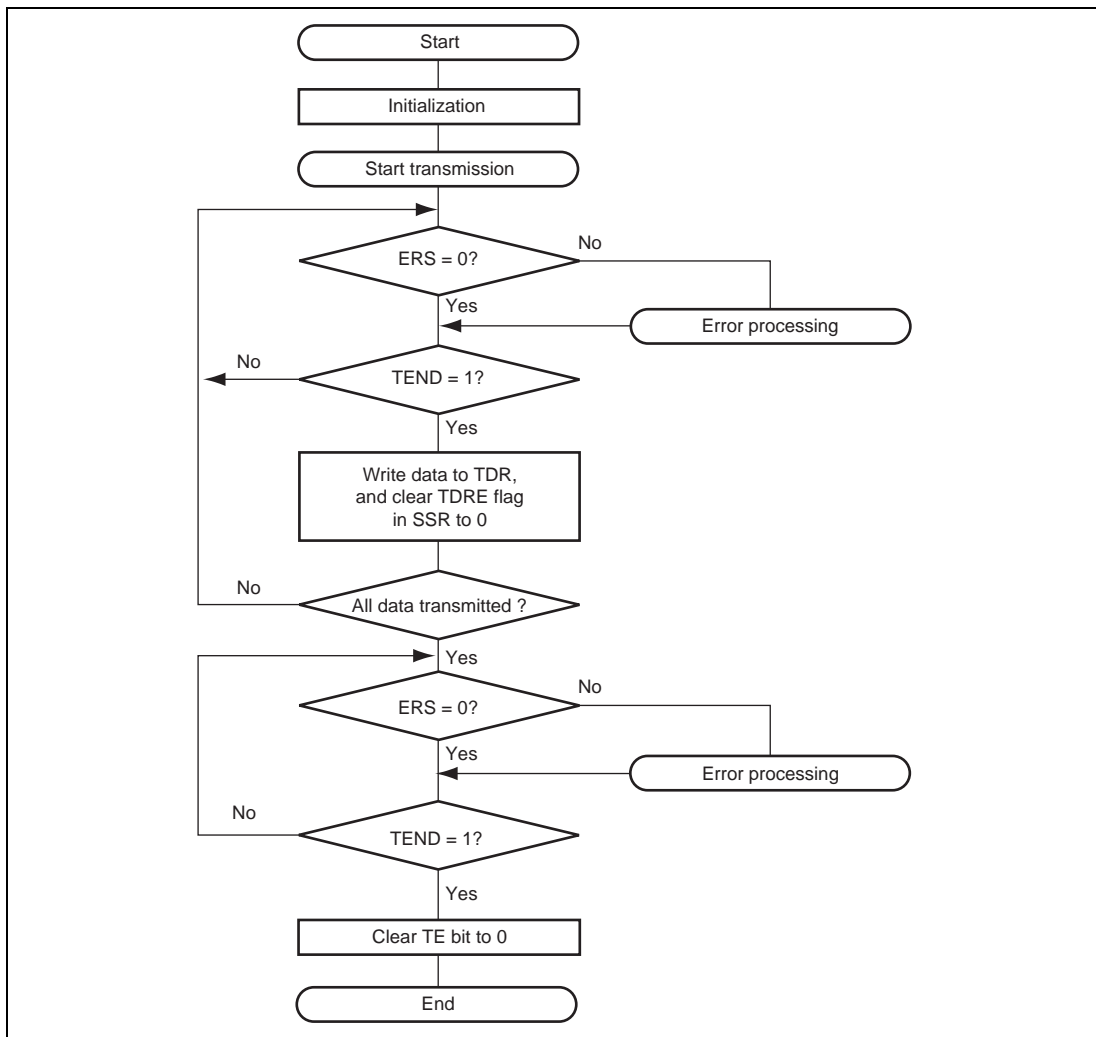 Start
Initialization
Start transmission
ERS = 0?
No
Yes
Error processing
No
TEND = 1?
Yes
Write data to TDR,
and clear TDRE flag
in SSR to 0
No
All data transmitted ?
Yes
ERS = 0?
No
Yes
Error processing
No
TEND = 1?
Yes
Clear TE bit to 0
End